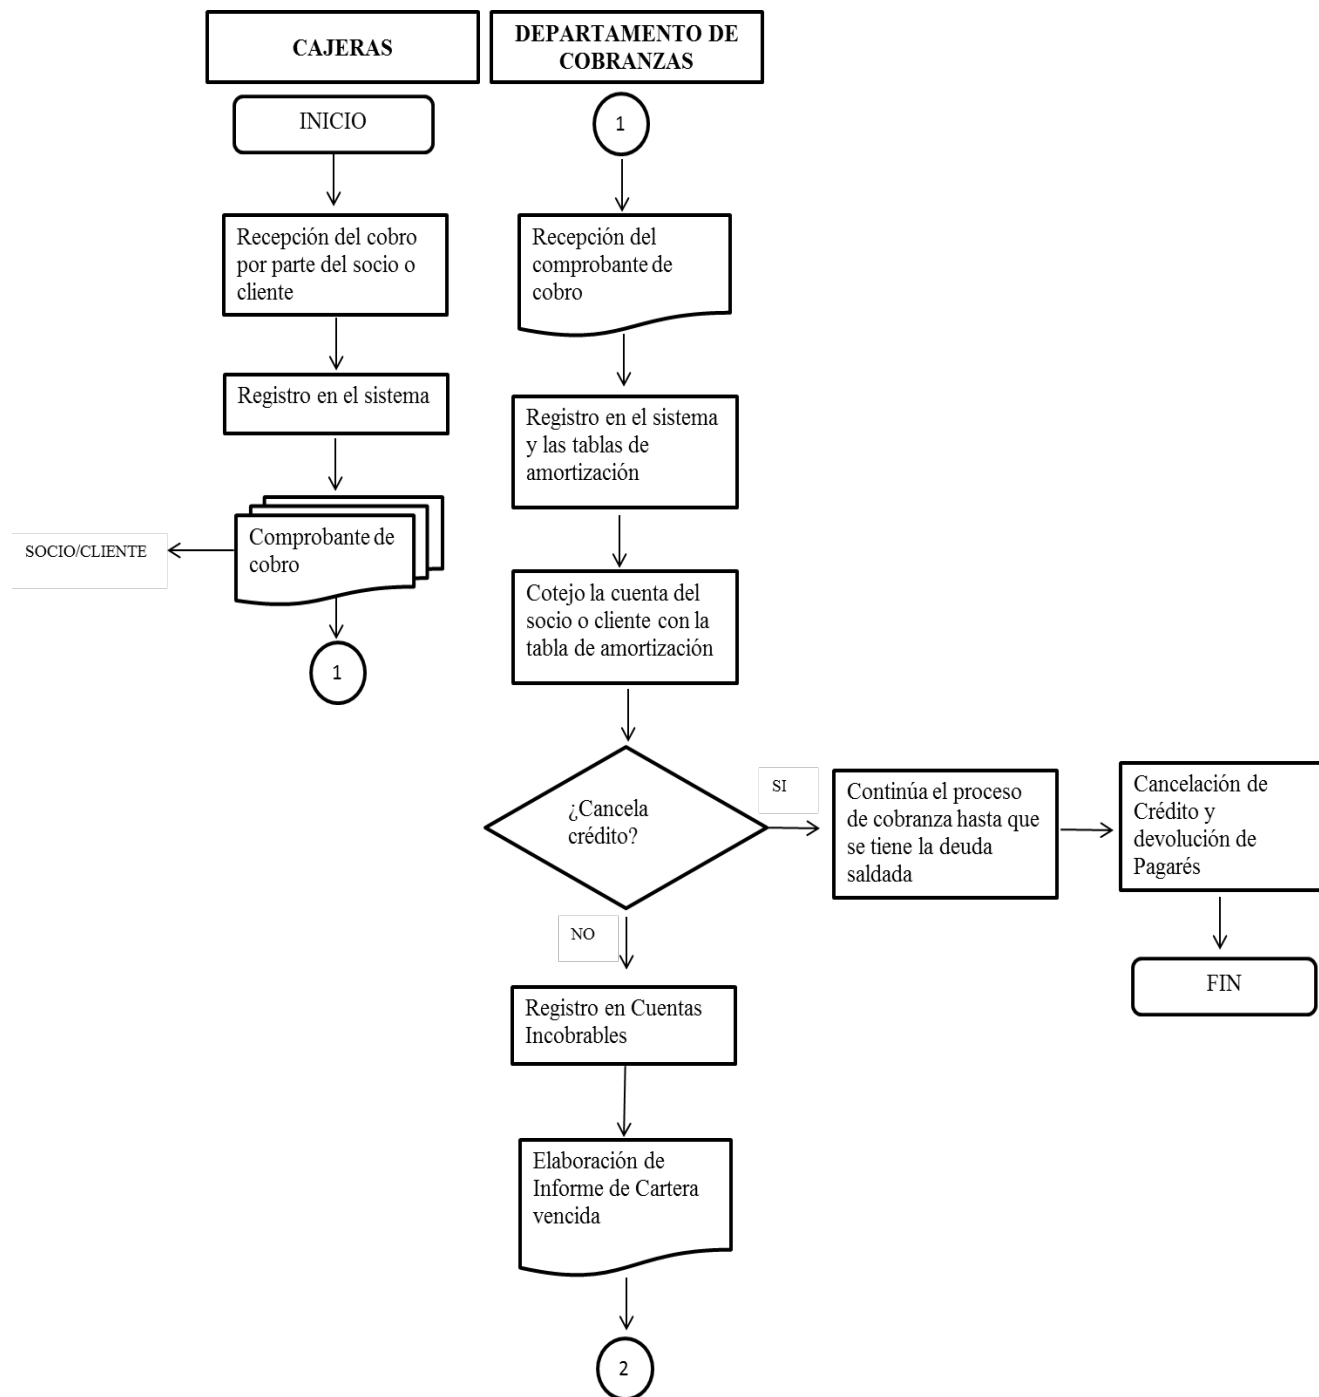 CAJERAS
DEPARTAMENTO DE
COBRANZAS
INICIO
Recepción del cobro
por parte del socio o
cliente
Registro en el sistema
Comprobante de
cobro
SOCIO/CLIENTE
1
1
Recepción del
comprobante de
cobro
Registro en el sistema
y las tablas de
amortización
Cotejo la cuenta del
socio o cliente con la
tabla de amortización
¿Cancela
crédito?
SI
Continúa el proceso
de cobranza hasta que
se tiene la deuda
saldada
Cancelación de
Crédito y
devolución de
Pagarés
FIN
NO
Registro en Cuentas
Incobrables
Elaboración de
Informe de Cartera
vencida
2